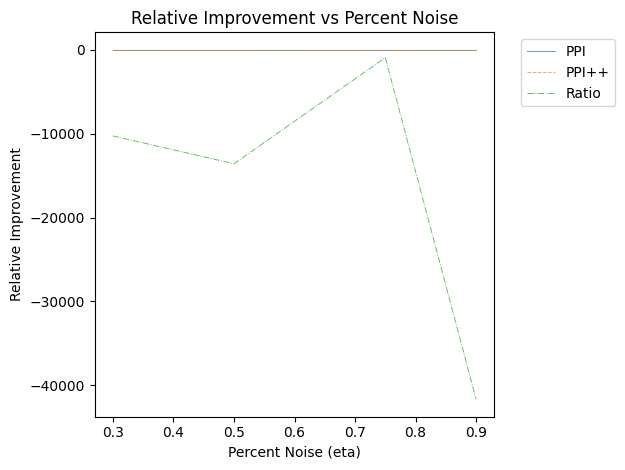 Relative Improvement vs Percent Noise
PPI
PPI++
Ratio
0
−10000
−20000
−30000
−40000
Relative Improvement
0.3 0.4 0.5 0.6 0.7 0.8 0.9
Percent Noise (eta)